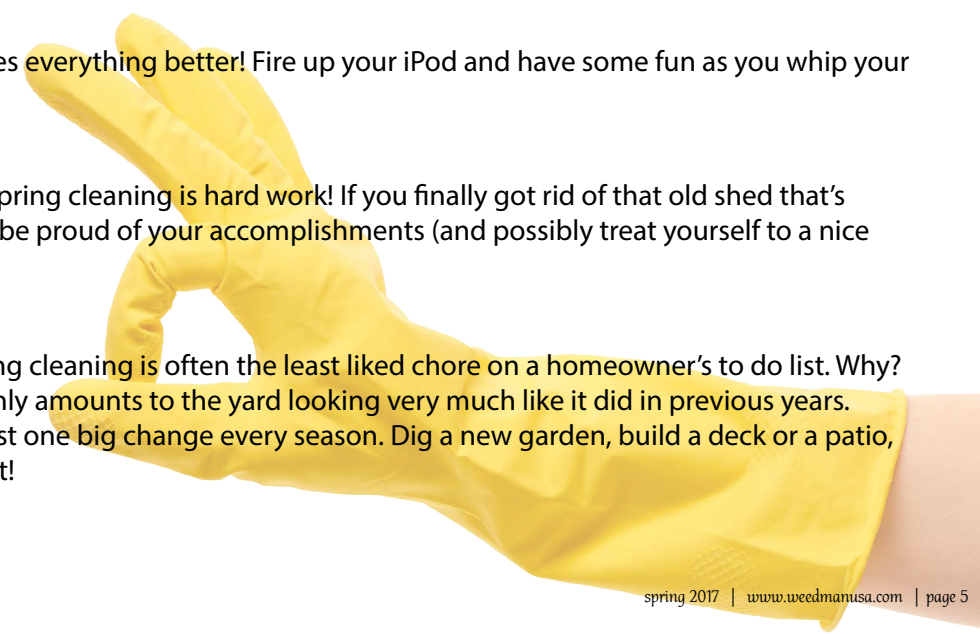 es everything better! Fire up your iPod and have some fun as you whip your
pring cleaning is hard work! If you finally got rid of that old shed that’s
be proud of your accomplishments (and possibly treat yourself to a nice
ng cleaning is often the least liked chore on a homeowner’s to do list. Why?
nly amounts to the yard looking very much like it did in previous years.
st one big change every season. Dig a new garden, build a deck or a patio,
t!
spring 2017 | www.weedmanusa.com | page 5